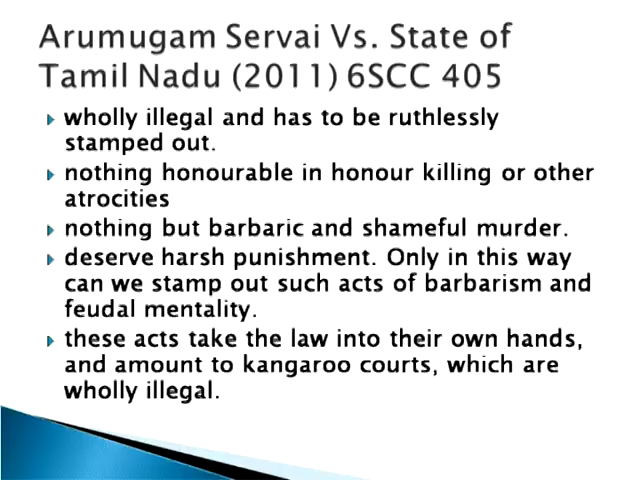 Arumugam Servai Vs. State of
Tamil Nadu (2011) 6SCC 405
wholly illegal and has to be ruthlessly
stamped out.
nothing honourable in honour killing or other
atrocities
nothing but barbaric and shameful murder.
deserve harsh punishment. Only in this way
can we stamp out such acts of barbarism and
feudal mentality.
these acts take the law into their own hands,
and amount to kangaroo courts, which are
wholly illegal.